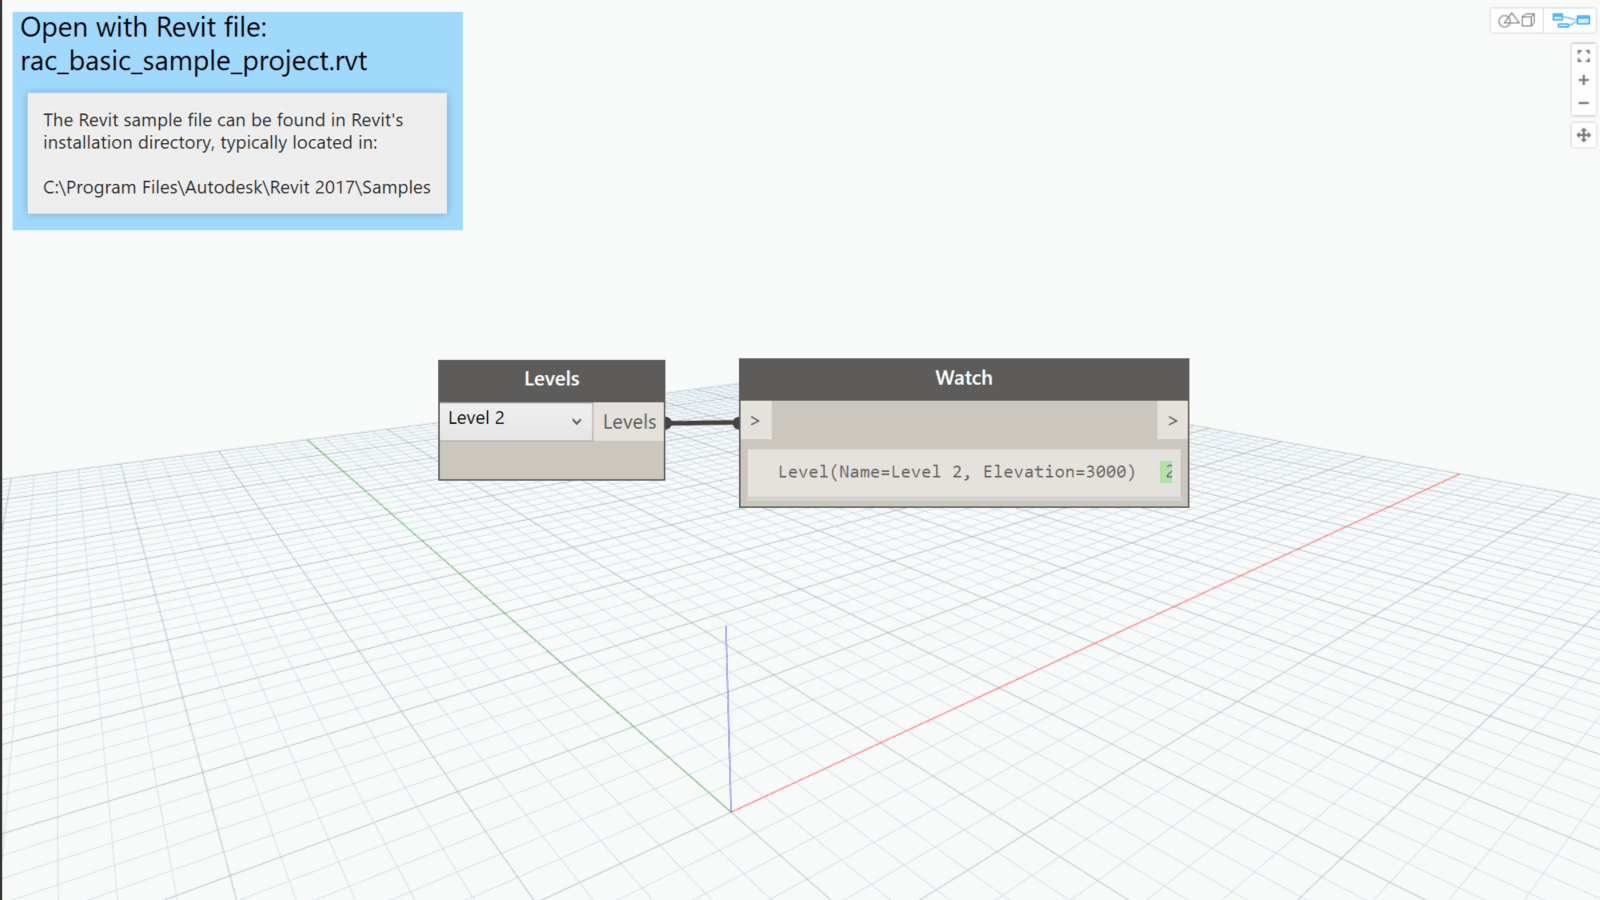 Open with Revit file:
rac_basic_sample_project.rvt
The Revit sample file can be found in Revit's
installation directory, typically located in:
C:\Program Files\Autodesk\Revit 2017\Samples
Levels
Level 2
Levels
Watch
>
>
Level(Name=Level 2, Elevation=3000)